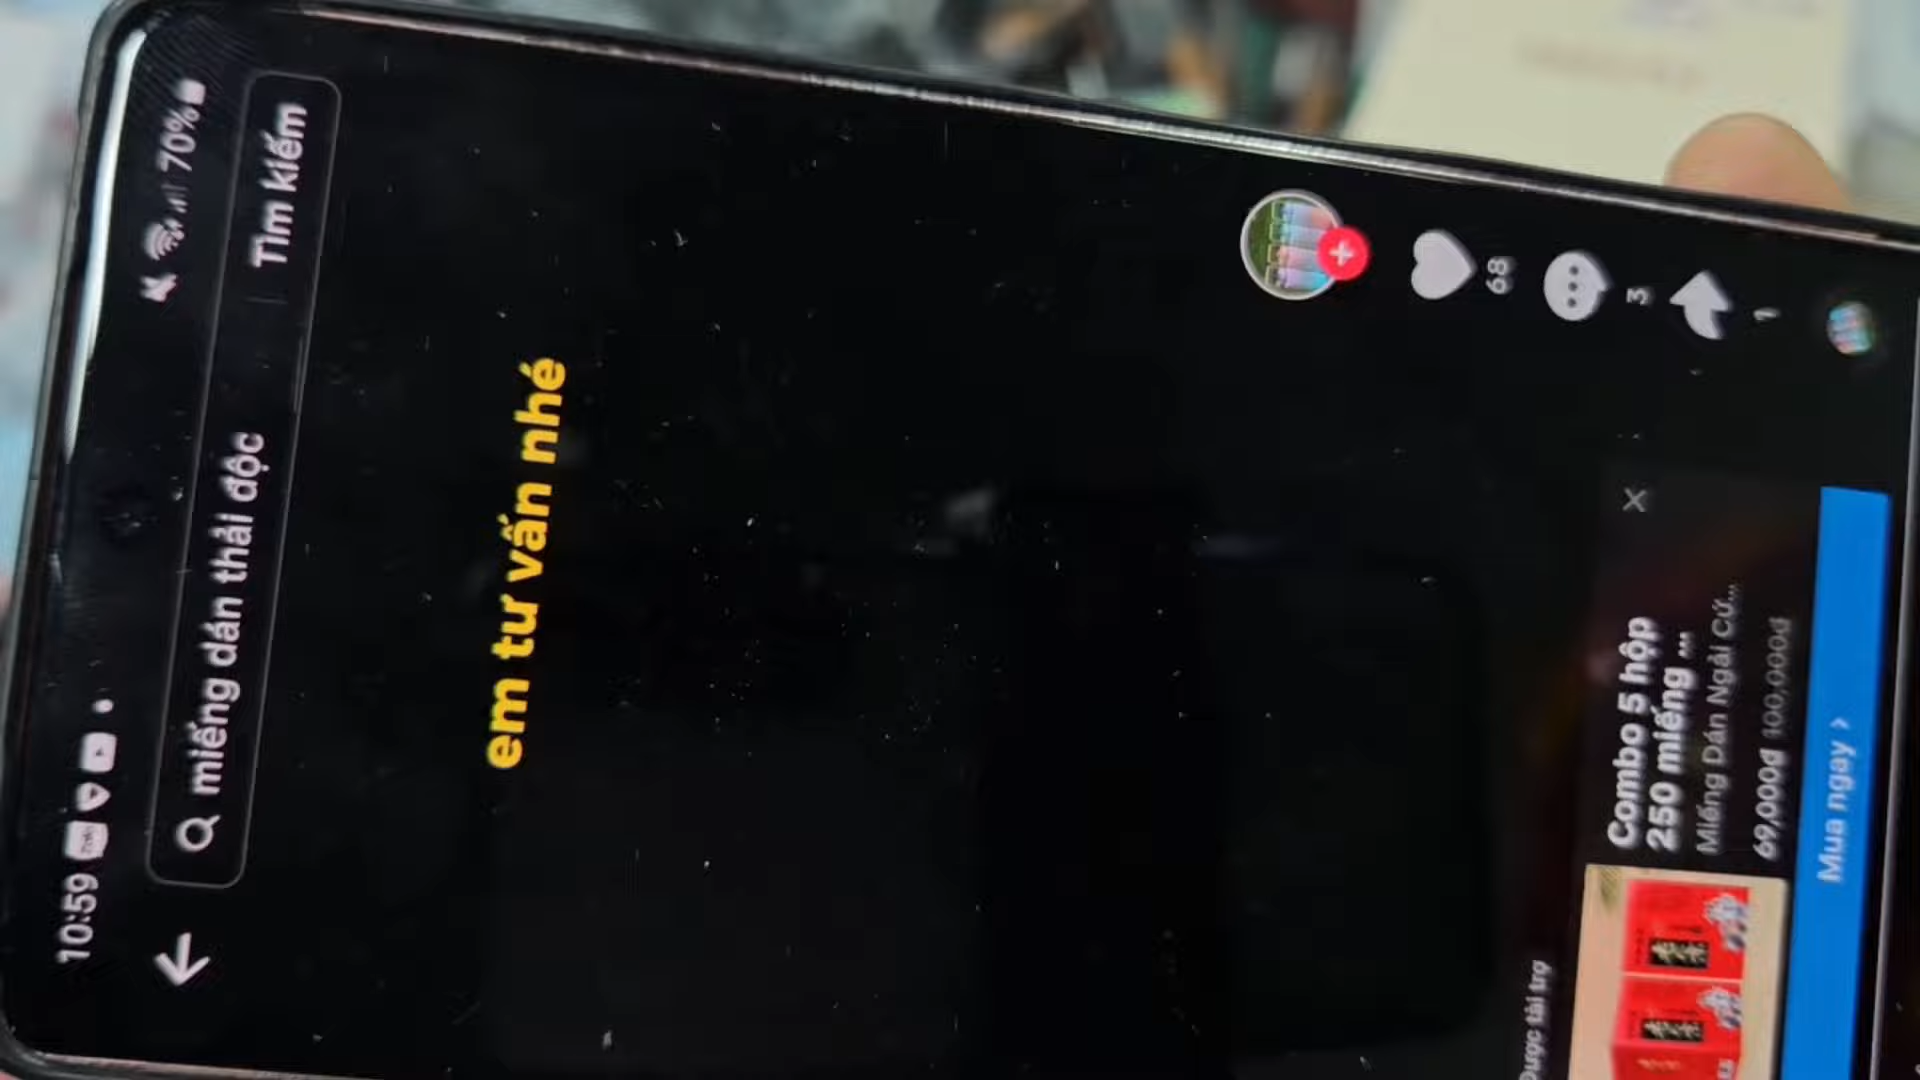 10:59
70%
miếng dán thải độc
Tìm kiếm
em tư vấn nhé
68
3
1
Được tài trợ
Combo 5 hộp
250 miếng ...
Miếng Dán Ngải Cứ...
69,000đ 100,000đ
Mua ngay >